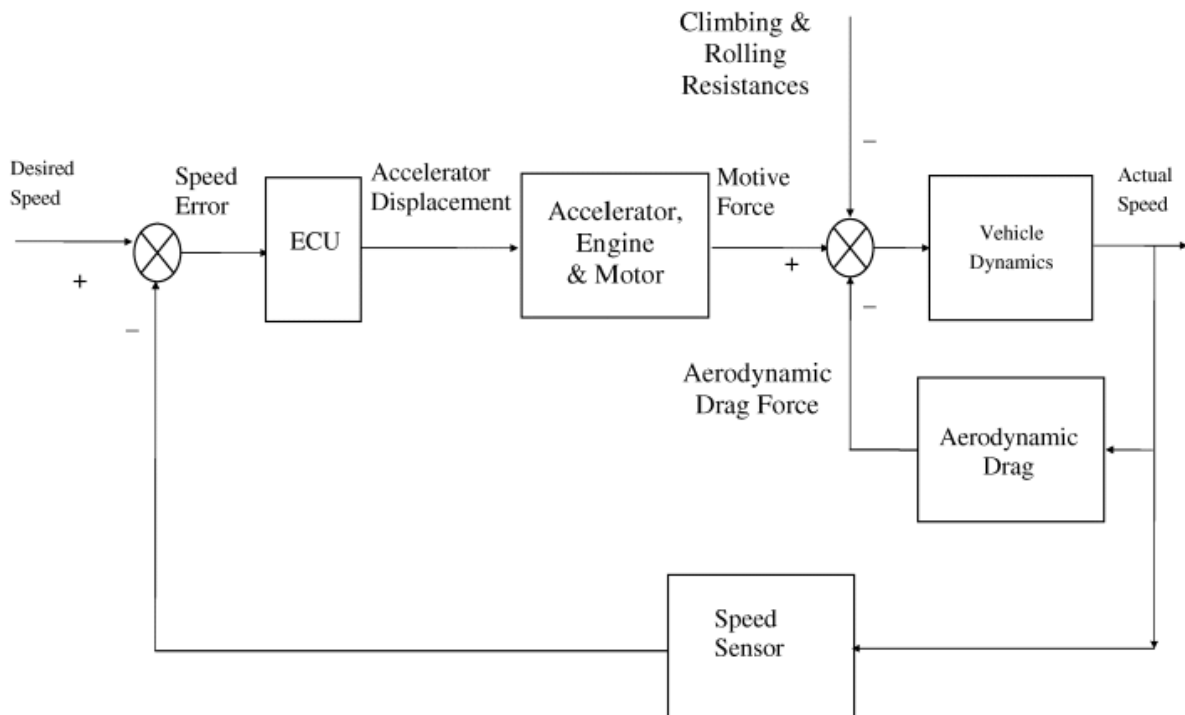 Climbing &
Rolling
Resistances
−
Desired
Speed
+
−
Speed
Error
ECU
Accelerator
Displacement
Accelerator,
Engine
& Motor
Motive
Force
+
−
Vehicle
Dynamics
Actual
Speed
Aerodynamic
Drag Force
Aerodynamic
Drag
Speed
Sensor